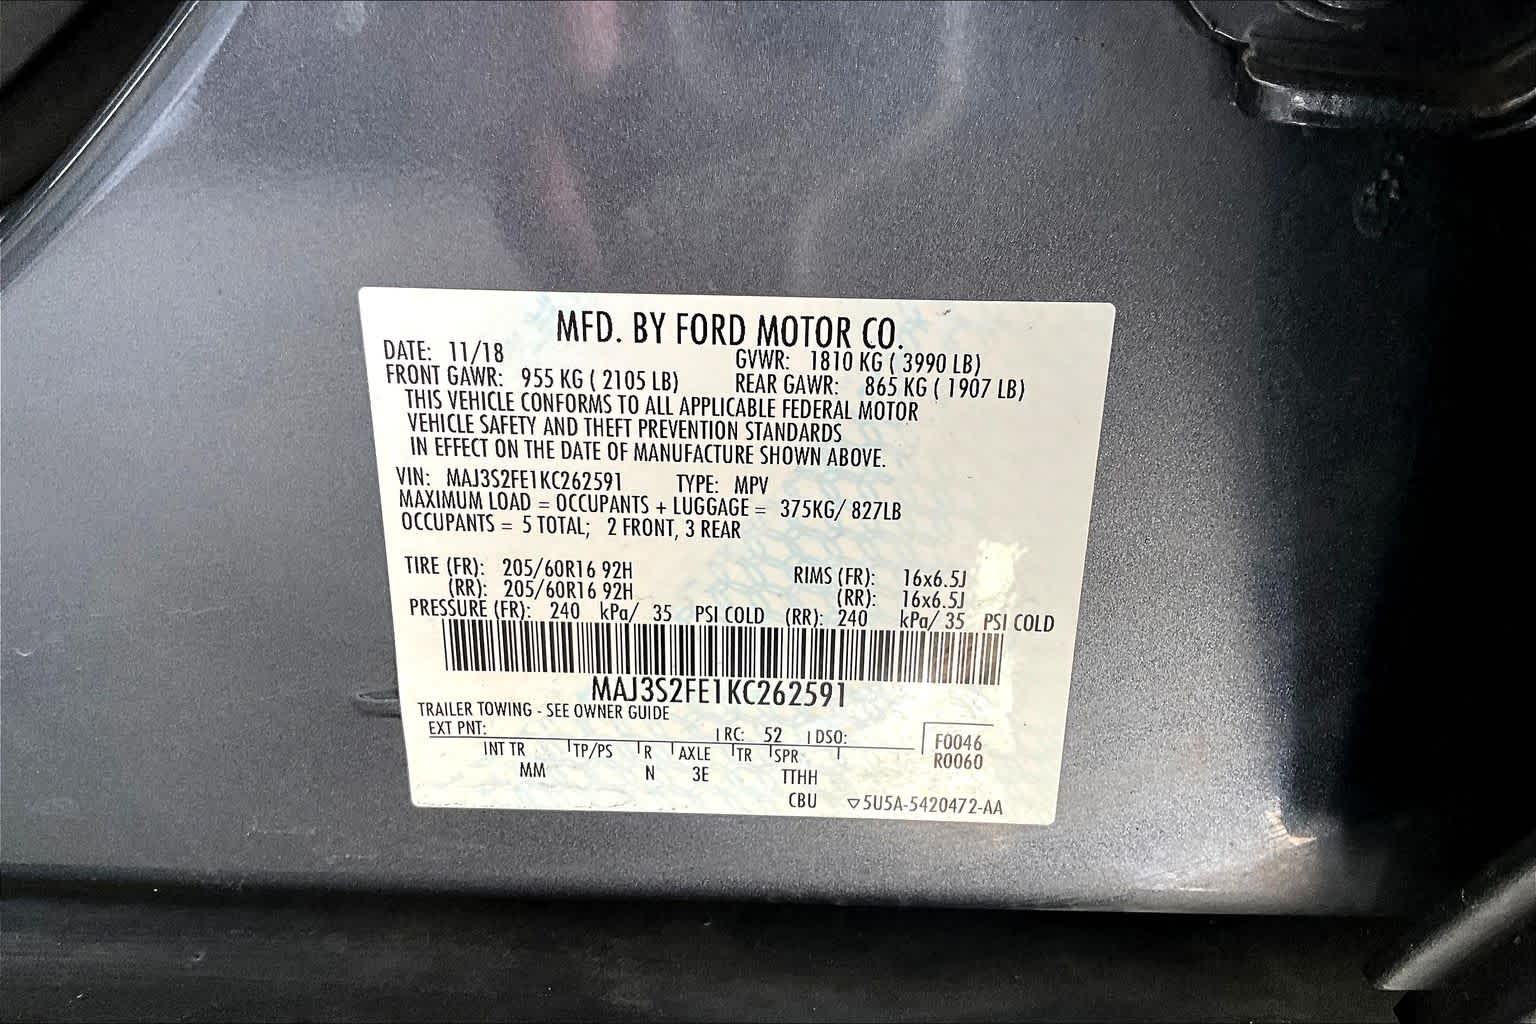 MFD. BY FORD MOTOR CO.
DATE: 11/18 GVWR: 1810 KG ( 3990 LB)
FRONT GAWR: 955 KG ( 2105 LB) REAR GAWR: 865 KG ( 1907 LB)
THIS VEHICLE CONFORMS TO ALL APPLICABLE FEDERAL MOTOR
VEHICLE SAFETY AND THEFT PREVENTION STANDARDS
IN EFFECT ON THE DATE OF MANUFACTURE SHOWN ABOVE.
VIN: MAJ3S2FE1KC262591 TYPE: MPV
MAXIMUM LOAD = OCCUPANTS + LUGGAGE = 375KG/ 827LB
OCCUPANTS = 5 TOTAL; 2 FRONT, 3 REAR
TIRE (FR): 205/60R16 92H RIMS (FR): 16x6.5J
(RR): 205/60R16 92H (RR): 16x6.5J
PRESSURE (FR): 240 kPa/ 35 PSI COLD (RR): 240 kPa/ 35 PSI COLD
MAJ3S2FE1KC262591
TRAILER TOWING - SEE OWNER GUIDE
EXT PNT: RC: 52 DSO: F0046
INT TR TP/PS R AXLE TR SPR R0060
MM N 3E TTHH
CBU ▽5U5A-5420472-AA